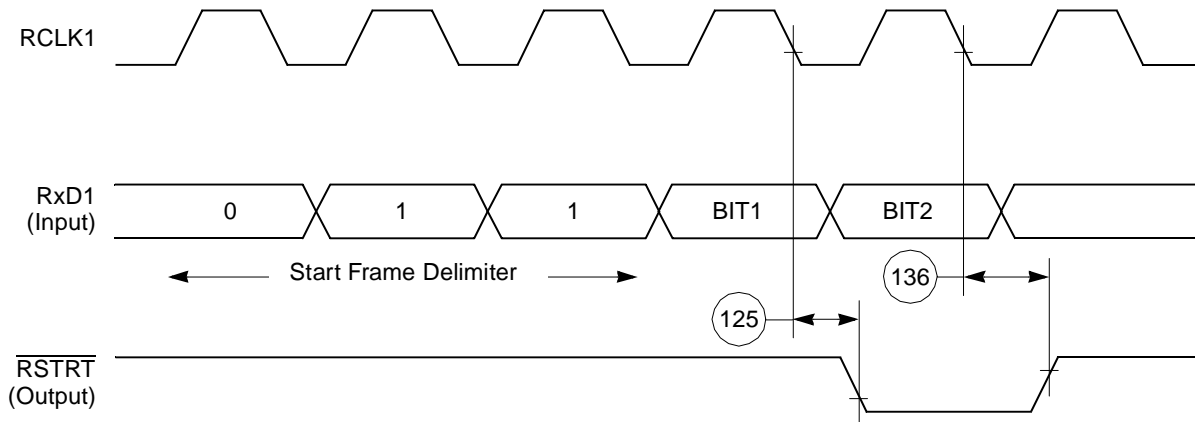 RCLK1
RxD1
(Input)
0
1
1
BIT1
BIT2
Start Frame Delimiter
136
125
RSTRT
(Output)